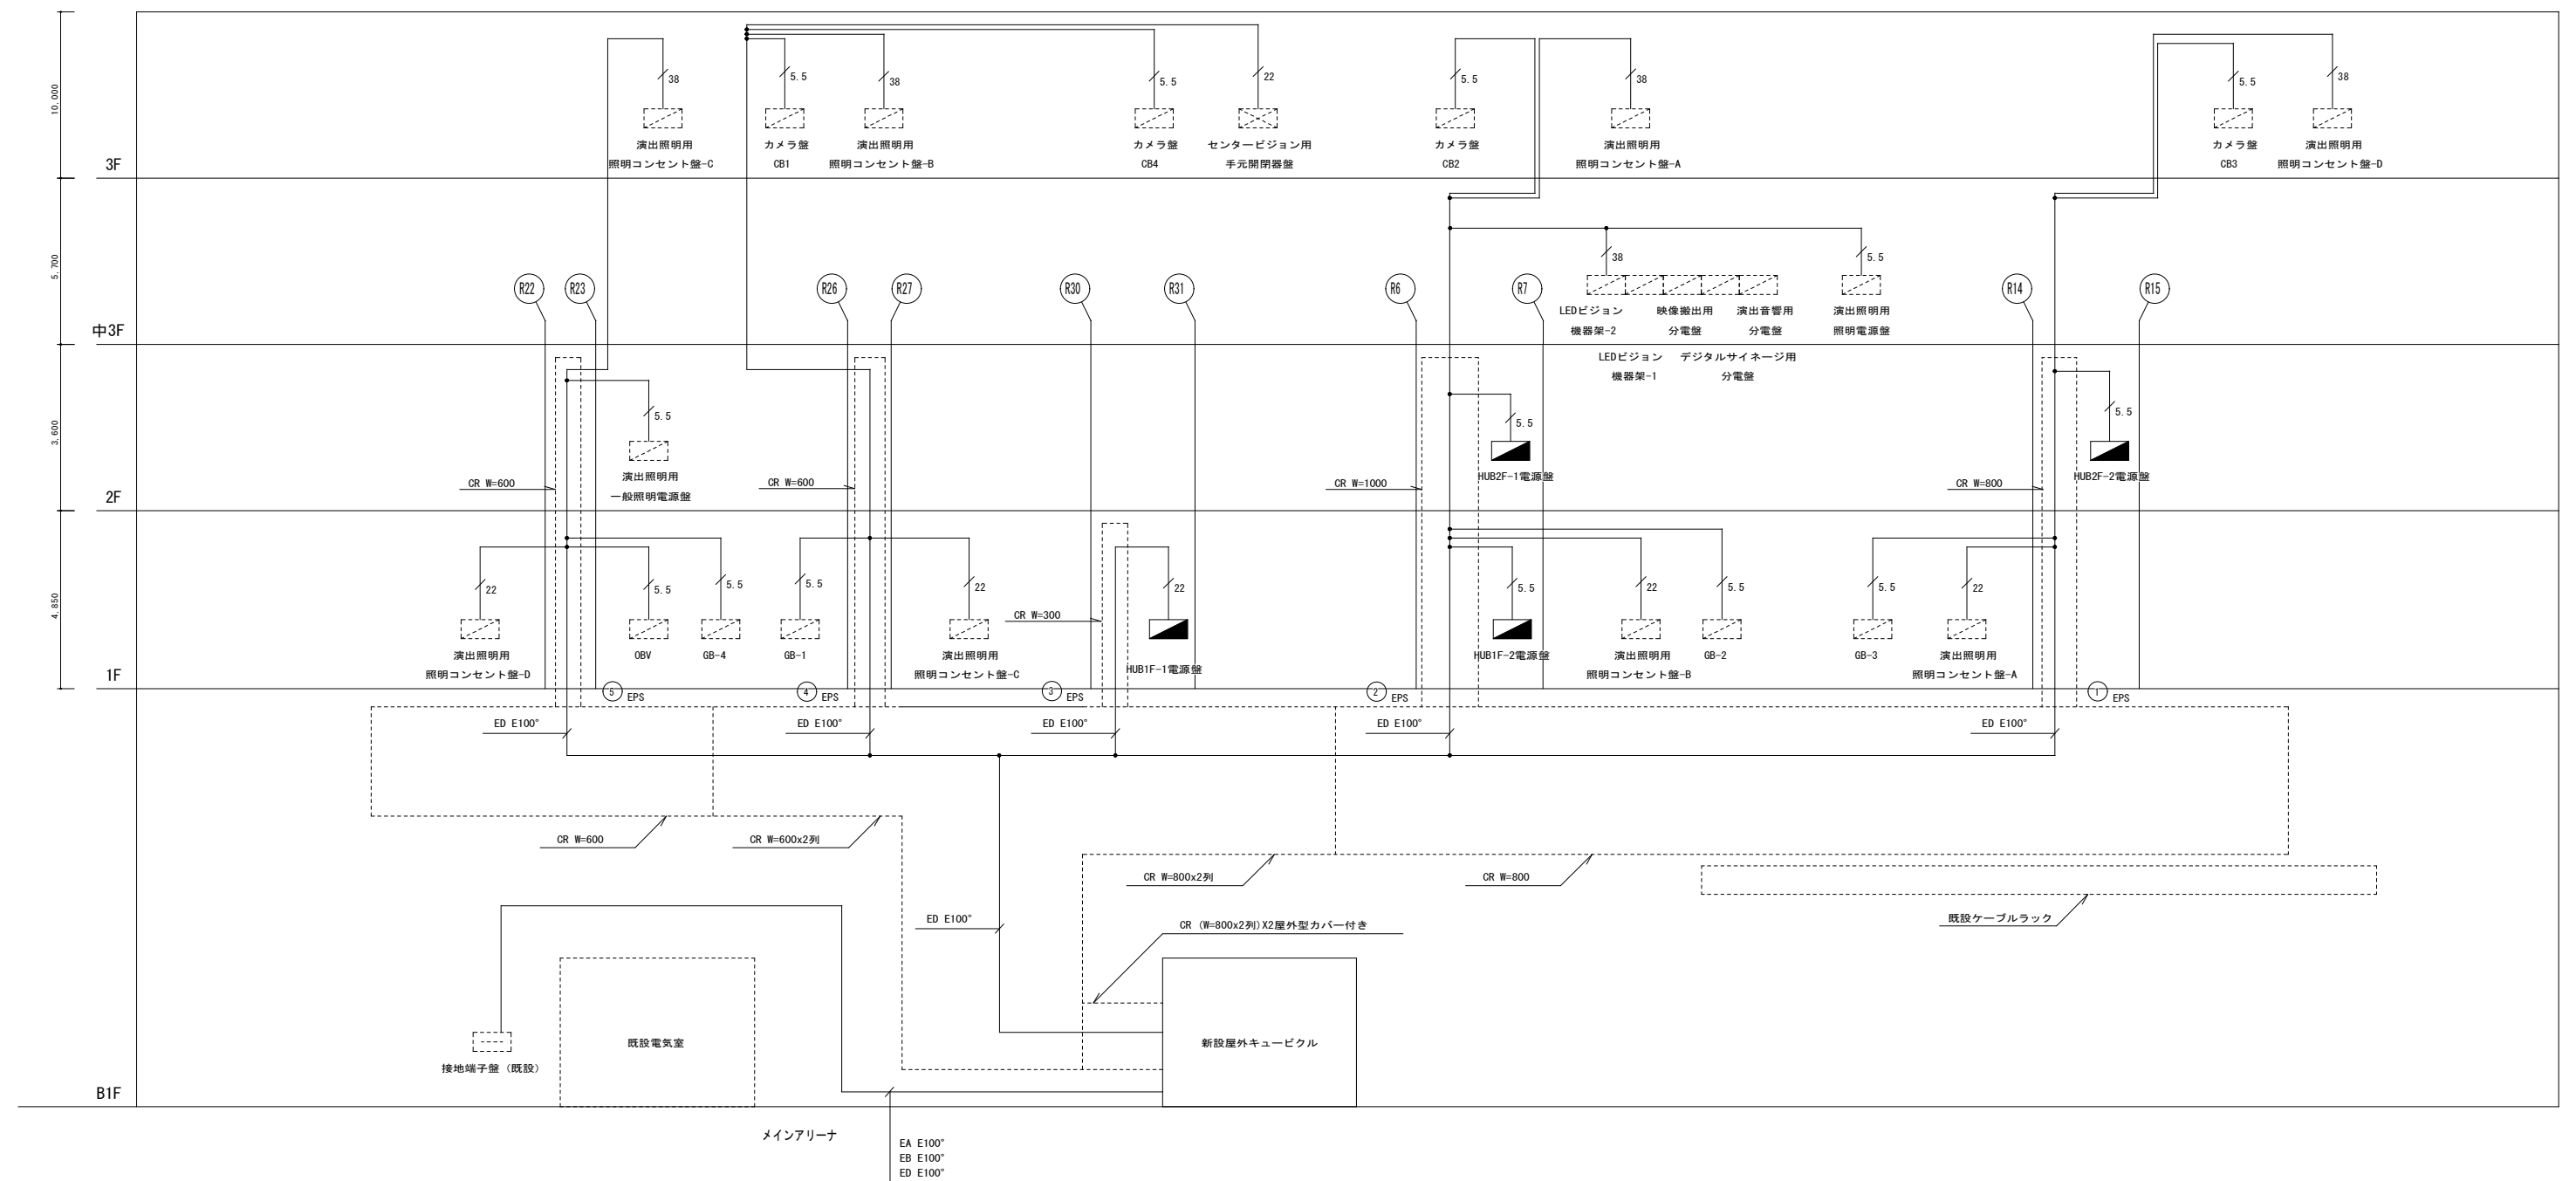 10,000
38
5.5
38
5.5
22
5.5
38
5.5
38
演出照明用
照明コンセント盤-C
カメラ盤
CB1
演出照明用
照明コンセント盤-B
カメラ盤
CB4
センタービジョン用
手元開閉器盤
カメラ盤
CB2
演出照明用
照明コンセント盤-A
カメラ盤
CB3
演出照明用
照明コンセント盤-D
3F
5,700
38
5.5
R22
R23
R26
R27
R30
R31
R6
R7
R14
R15
LEDビジョン
機器架-2
映像搬出用
分電盤
演出音響用
分電盤
演出照明用
照明電源盤
中3F
LEDビジョン
機器架-1
デジタルサイネージ用
分電盤
3,600
5.5
5.5
5.5
演出照明用
一般照明電源盤
HUB2F-1電源盤
HUB2F-2電源盤
CR W=600
CR W=600
CR W=1000
CR W=800
2F
4,850
22
5.5
5.5
5.5
22
22
5.5
22
5.5
5.5
22
CR W=300
演出照明用
照明コンセント盤-D
OBV
GB-4
GB-1
演出照明用
照明コンセント盤-C
HUB1F-1電源盤
HUB1F-2電源盤
演出照明用
照明コンセント盤-B
GB-2
GB-3
演出照明用
照明コンセント盤-A
1F
5 EPS
4 EPS
3 EPS
2 EPS
1 EPS
ED E100°
ED E100°
ED E100°
ED E100°
ED E100°
CR W=600
CR W=600x2列
CR W=800x2列
CR W=800
ED E100°
CR (W=800x2列)X2屋外型カバー付き
既設ケーブルラック
接地端子盤（既設）
既設電気室
新設屋外キュービクル
B1F
メインアリーナ
EA E100°
EB E100°
ED E100°